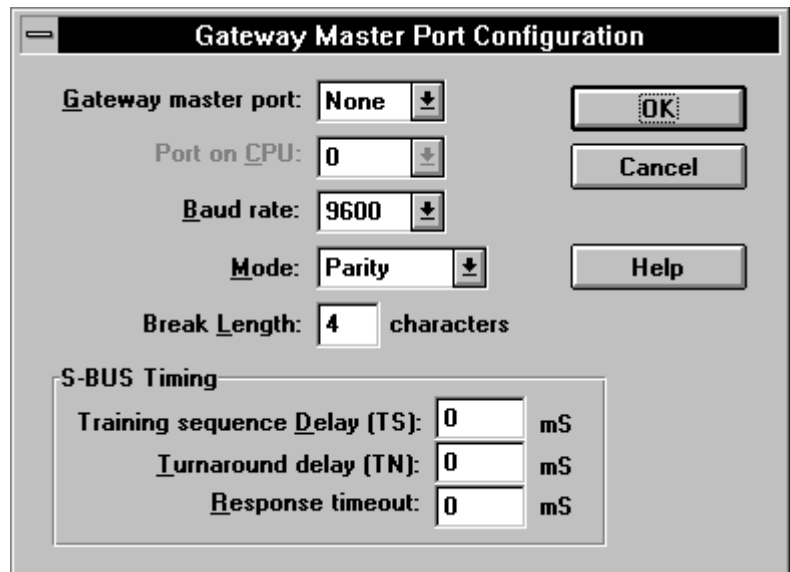 Gateway Master Port Configuration
Gateway master port: None
OK
Port on CPU: 0
Cancel
Baud rate: 9600
Mode: Parity
Help
Break Length: 4 characters
S-BUS Timing
Training sequence Delay (TS): 0 mS
Turnaround delay (TN): 0 mS
Response timeout: 0 mS